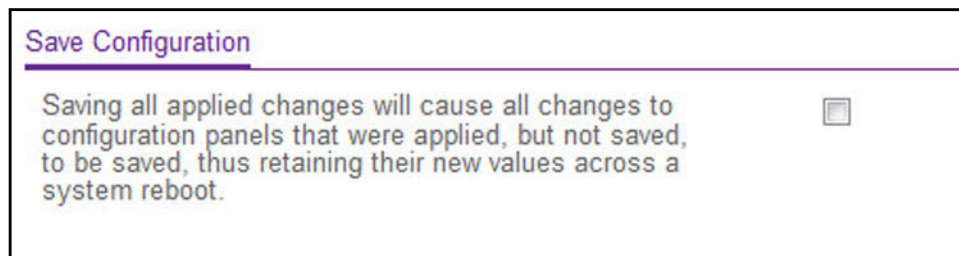 Save Configuration
Saving all applied changes will cause all changes to
configuration panels that were applied, but not saved,
to be saved, thus retaining their new values across a
system reboot.